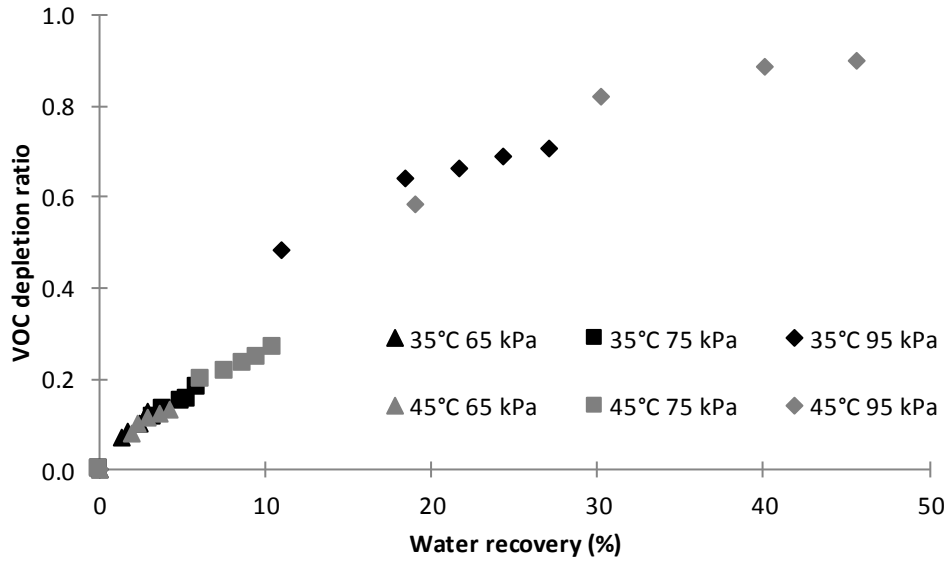 1.0
0.8
0.6
0.4
0.2
0.0
VOC depletion ratio
35°C 65 kPa 35°C 75 kPa 35°C 95 kPa
45°C 65 kPa 45°C 75 kPa 45°C 95 kPa
0 10 20 30 40 50
Water recovery (%)